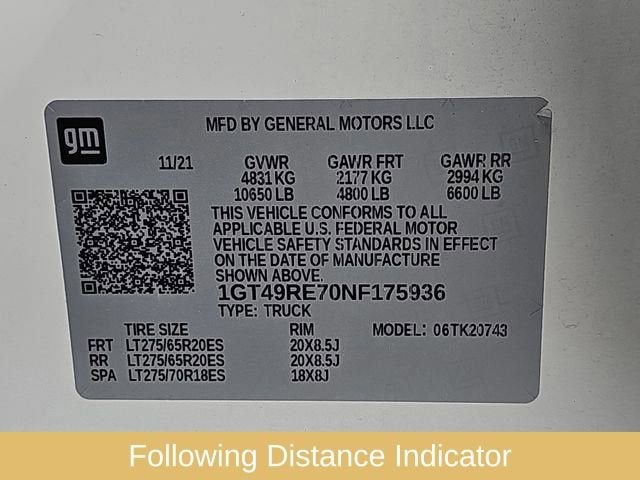 gm
MFD BY GENERAL MOTORS LLC
11/21 GVWR GAWR FRT GAWR RR
4831 KG 2177 KG 2994 KG
10650 LB 4800 LB 6600 LB
THIS VEHICLE CONFORMS TO ALL
APPLICABLE U.S. FEDERAL MOTOR
VEHICLE SAFETY STANDARDS IN EFFECT
ON THE DATE OF MANUFACTURE
SHOWN ABOVE.
1GT49RE70NF175936
TYPE: TRUCK
TIRE SIZE RIM MODEL: 06TK20743
FRT LT275/65R20ES 20X8.5J
RR LT275/65R20ES 20X8.5J
SPA LT275/70R18ES 18X8J
Following Distance Indicator